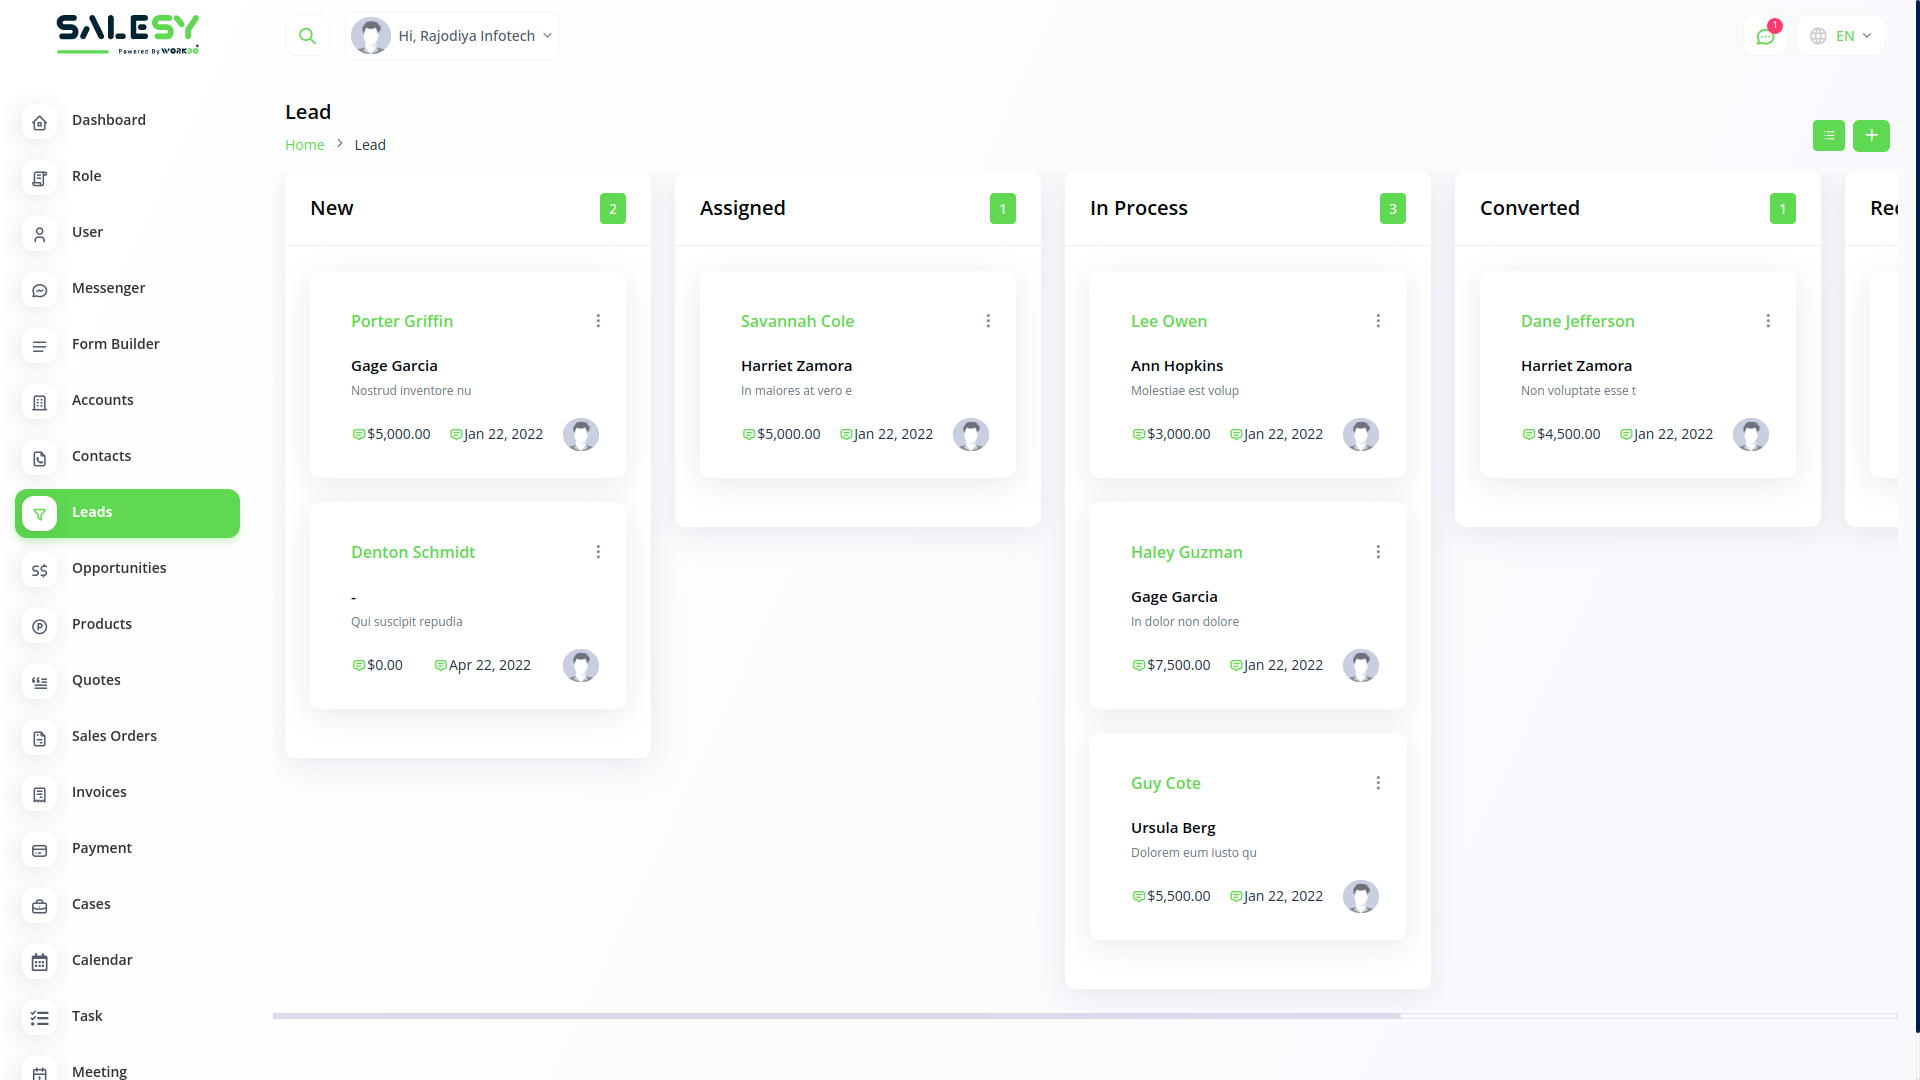 SALESY
Powered By WORKDO
Hi, Rajodiya Infotech
1
EN
Dashboard
Role
User
Messenger
Form Builder
Accounts
Contacts
Leads
Opportunities
Products
Quotes
Sales Orders
Invoices
Payment
Cases
Calendar
Task
Meeting
Lead
Home > Lead
New 2
Porter Griffin
Gage Garcia
Nostrud inventore nu
$5,000.00 Jan 22, 2022
Denton Schmidt
-
Qui suscipit repudia
$0.00 Apr 22, 2022
Assigned 1
Savannah Cole
Harriet Zamora
In maiores at vero e
$5,000.00 Jan 22, 2022
In Process 3
Lee Owen
Ann Hopkins
Molestiae est volup
$3,000.00 Jan 22, 2022
Haley Guzman
Gage Garcia
In dolor non dolore
$7,500.00 Jan 22, 2022
Guy Cote
Ursula Berg
Dolorem eum iusto qu
$5,500.00 Jan 22, 2022
Converted 1
Dane Jefferson
Harriet Zamora
Non voluptate esse t
$4,500.00 Jan 22, 2022